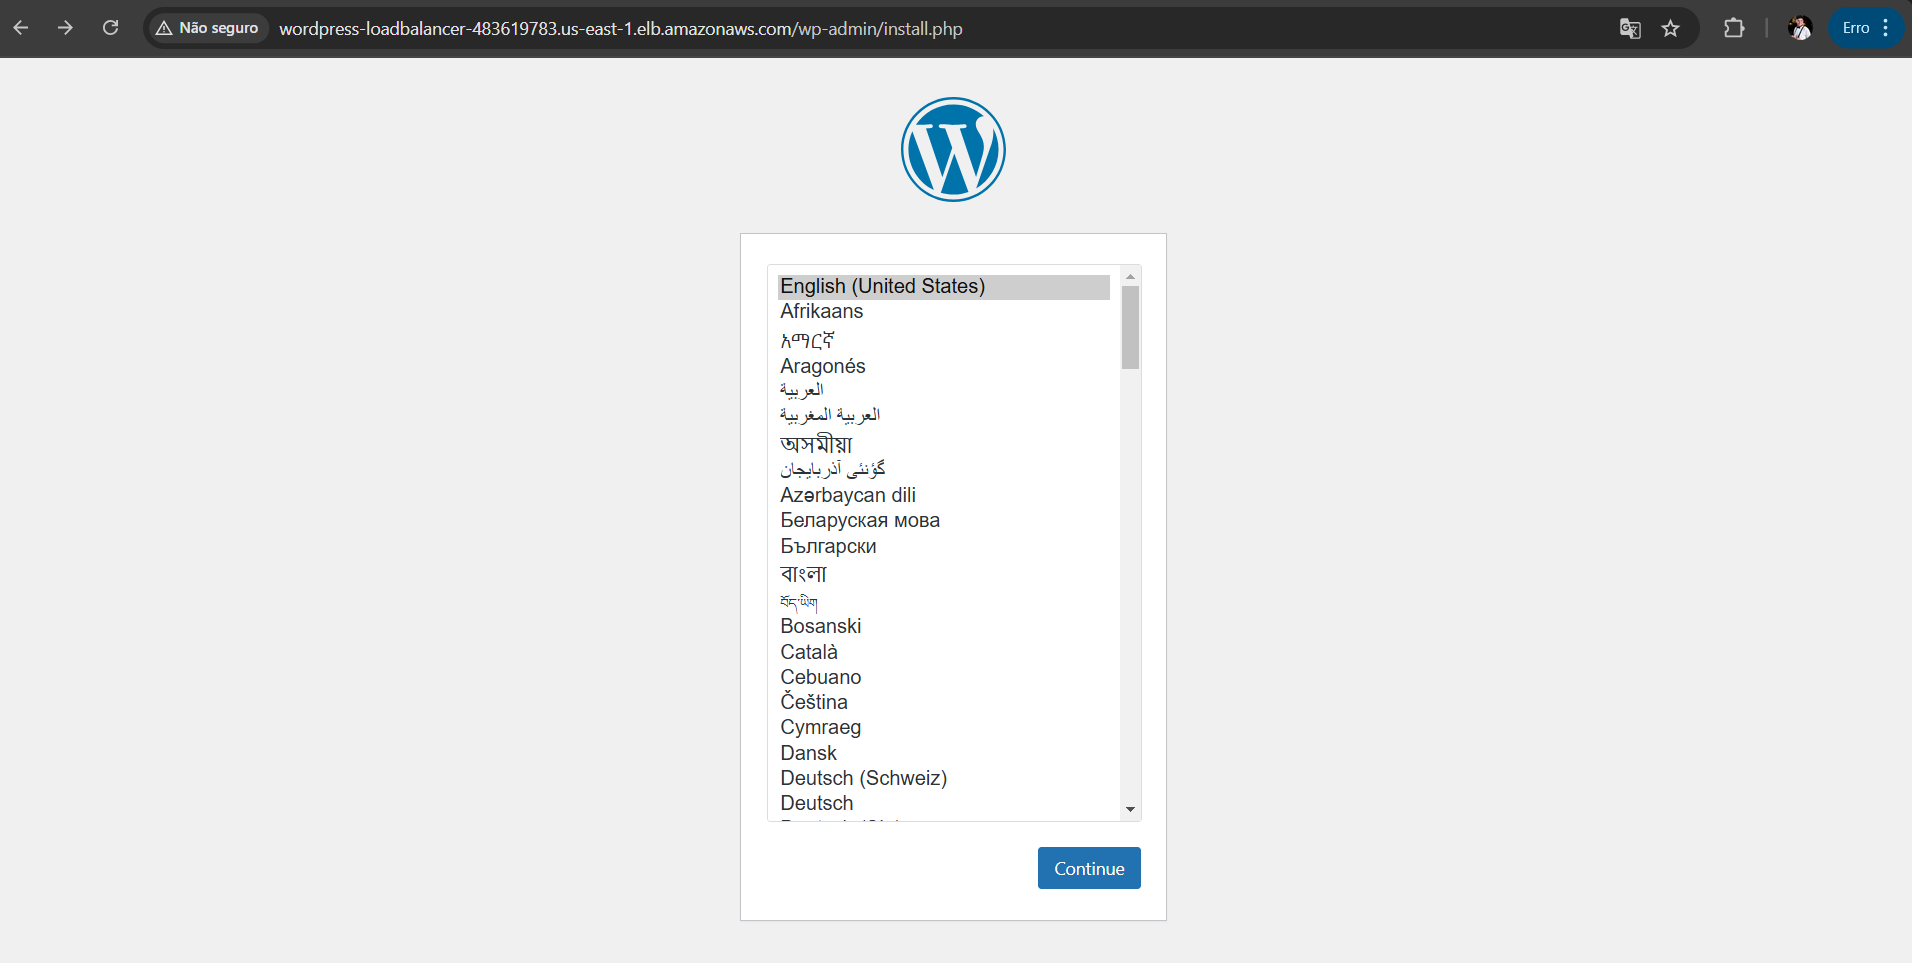 Não seguro
wordpress-loadbalancer-483619783.us-east-1.elb.amazonaws.com/wp-admin/install.php
Erro
English (United States)
Afrikaans
አማርኛ
Aragonés
العربية
العربية المغربية
অসমীয়া
گؤنئی آذربایجان
Azərbaycan dili
Беларуская мова
Български
বাংলা
བོད་ཡིག
Bosanski
Català
Cebuano
Čeština
Cymraeg
Dansk
Deutsch (Schweiz)
Deutsch
Continue